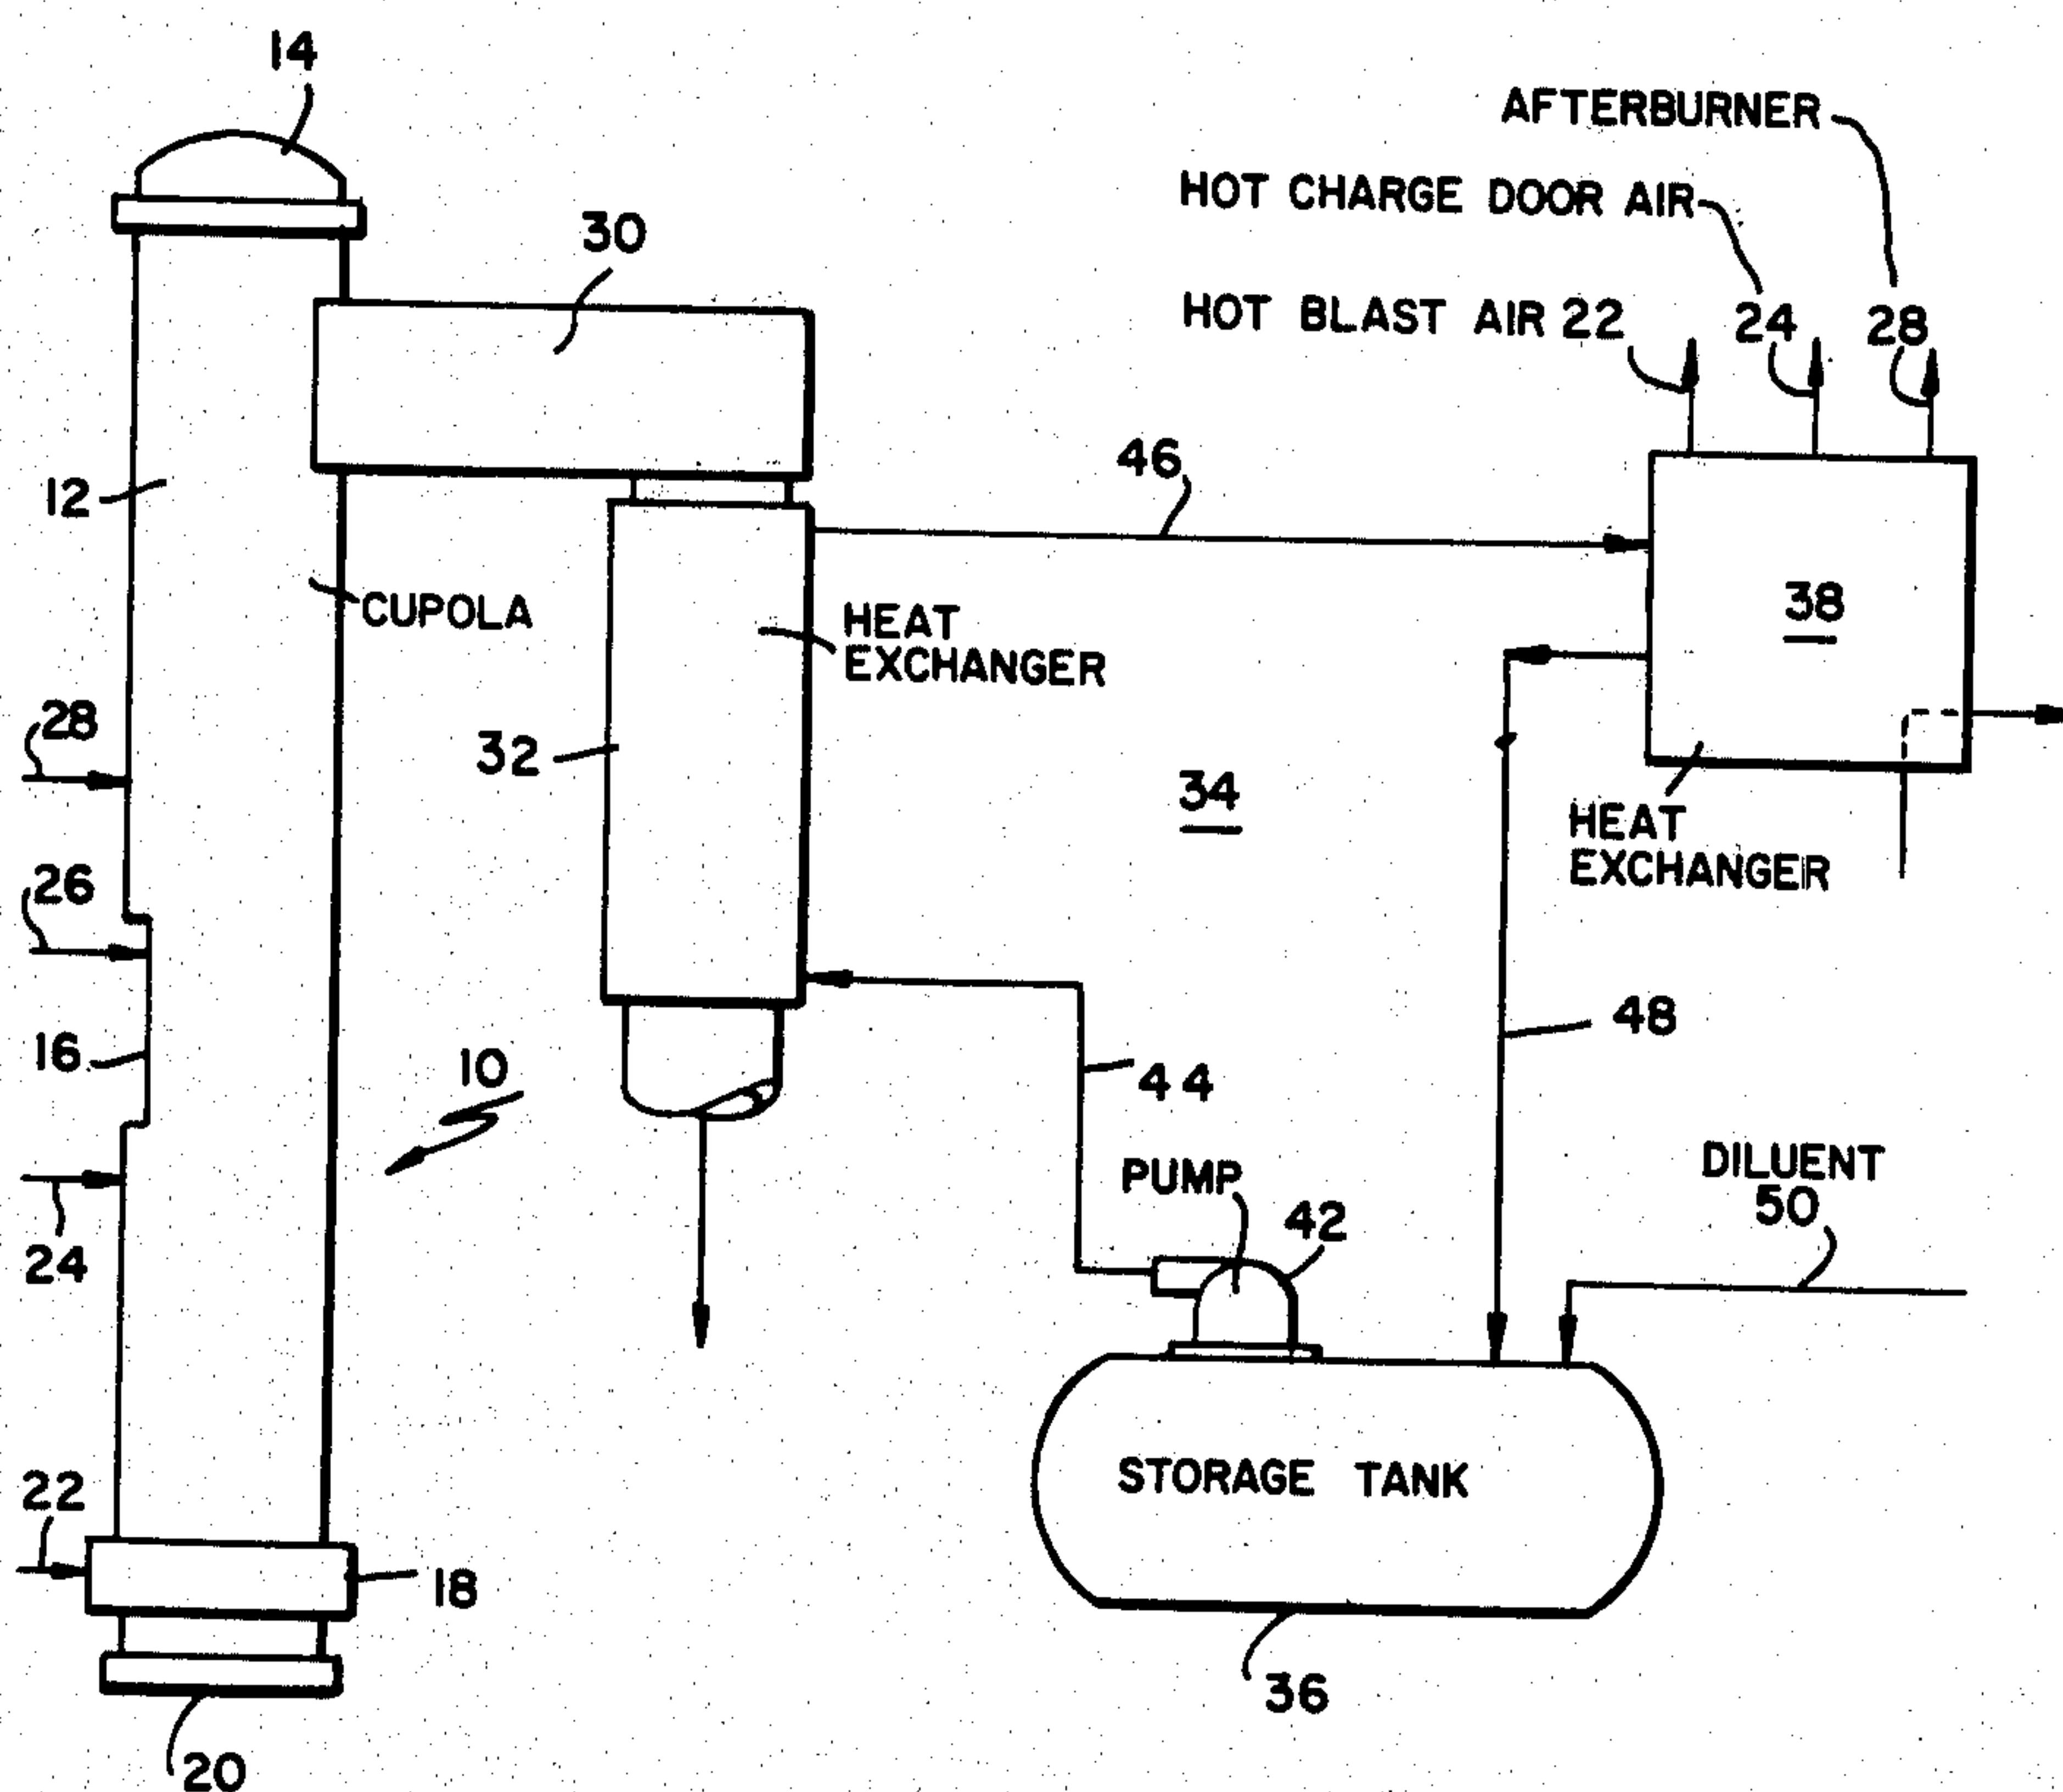 14
AFTERBURNER
HOT CHARGE DOOR AIR
30
HOT BLAST AIR 22
24
28
46
12
38
CUPOLA
HEAT
EXCHANGER
28
32
34
HEAT
EXCHANGER
26
48
16
10
44
PUMP
DILUENT
50
42
24
STORAGE TANK
22
18
36
20